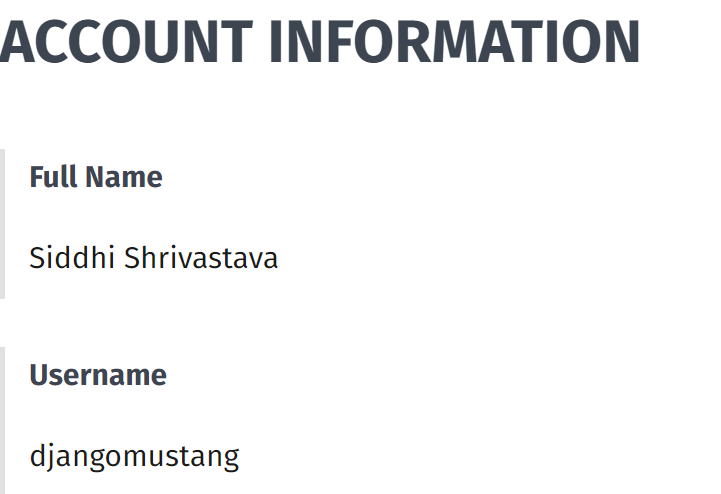 ACCOUNT INFORMATION
Full Name
Siddhi Shrivastava
Username
djangomustang